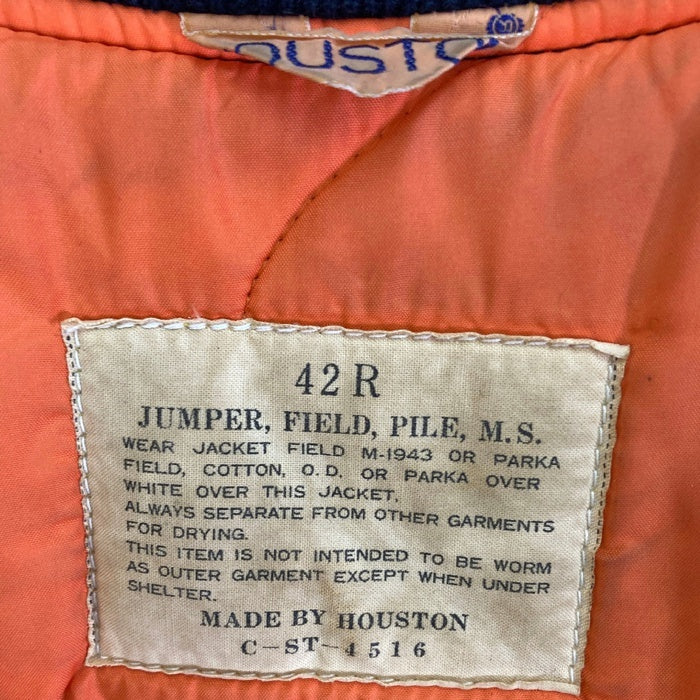 OUSTO
42 R
JUMPER, FIELD, PILE, M.S.
WEAR JACKET FIELD M-1943 OR PARKA
FIELD, COTTON, O.D. OR PARKA OVER
WHITE OVER THIS JACKET.
ALWAYS SEPARATE FROM OTHER GARMENTS
FOR DRYING.
THIS ITEM IS NOT INTENDED TO BE WORM
AS OUTER GARMENT EXCEPT WHEN UNDER
SHELTER.
MADE BY HOUSTON
C-ST-4516